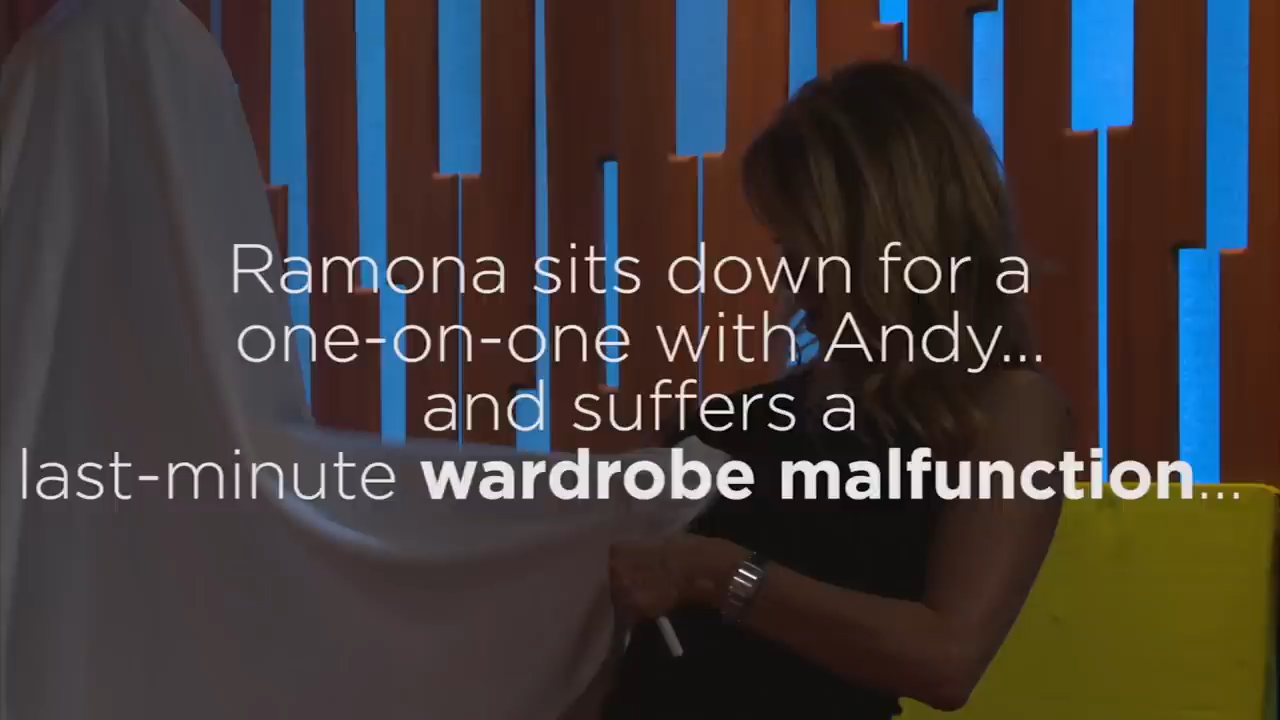 Ramona sits down for a
one-on-one with Andy...
and suffers a
last-minute wardrobe malfunction...